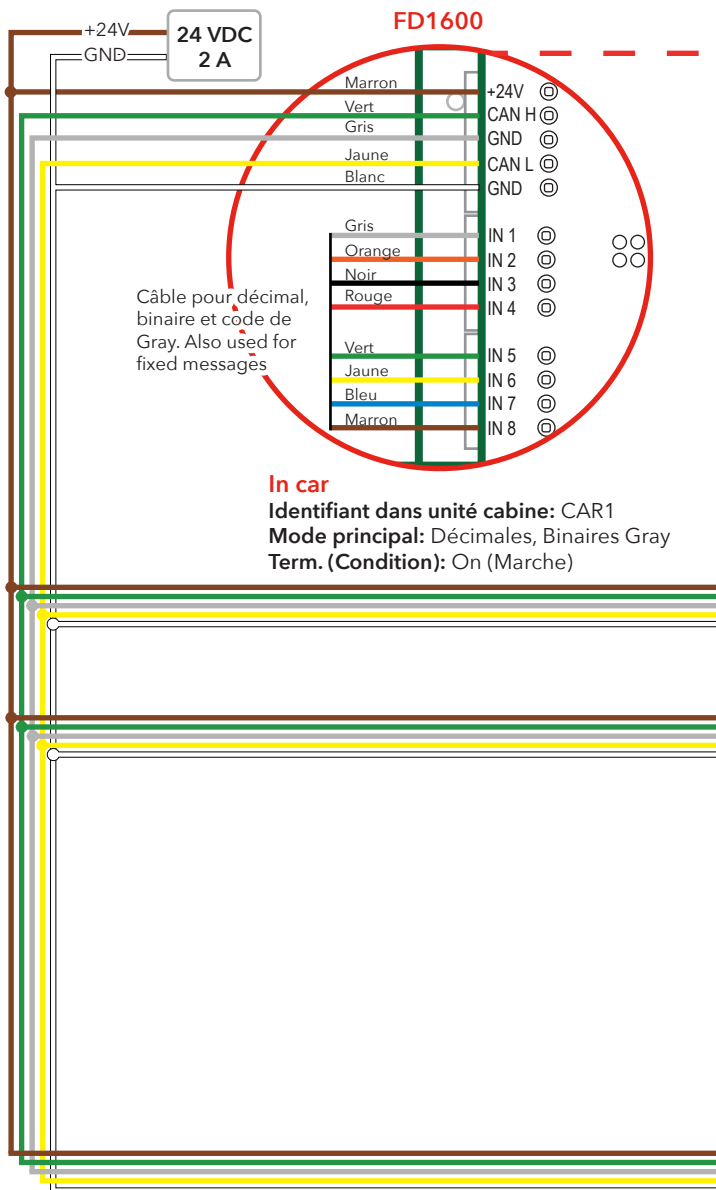 +24V
GND
24 VDC
2 A
FD1600
Marron
Vert
Gris
Jaune
Blanc
+24V
CAN H
GND
CAN L
GND
Gris
Orange
Noir
Rouge
IN 1
IN 2
IN 3
IN 4
Câble pour décimal,
binaire et code de
Gray. Also used for
fixed messages
Vert
Jaune
Bleu
Marron
IN 5
IN 6
IN 7
IN 8
In car
Identifiant dans unité cabine: CAR1
Mode principal: Décimales, Binaires Gray
Term. (Condition): On (Marche)